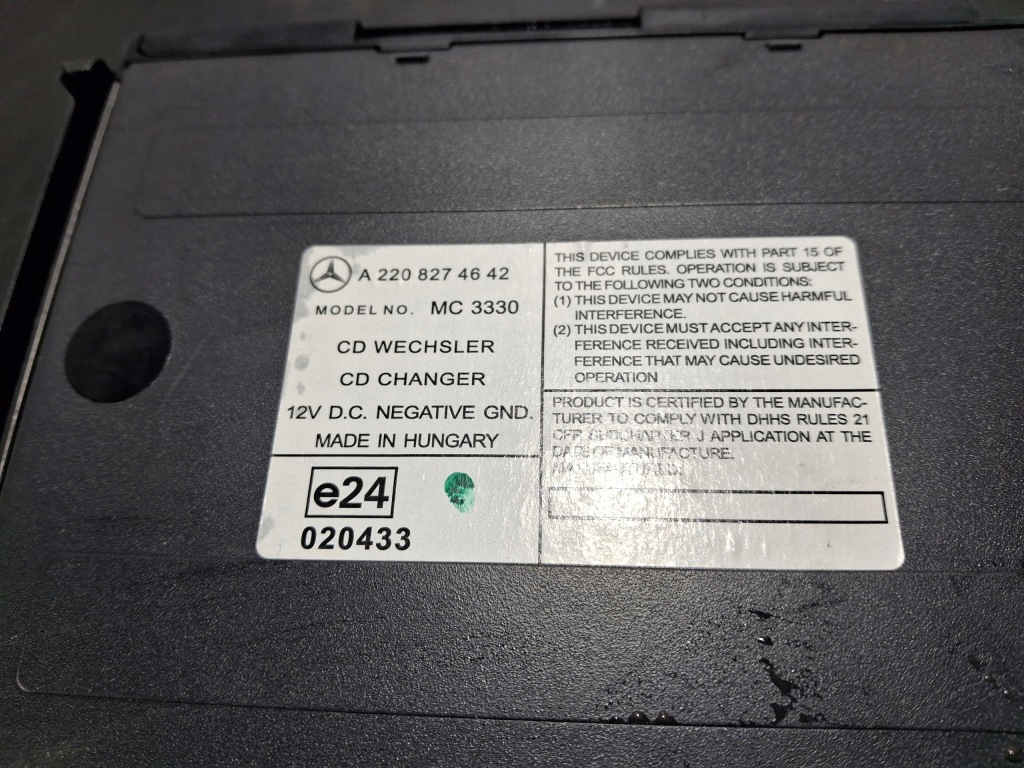 A 220 827 46 42
MODEL NO. MC 3330
CD WECHSLER
CD CHANGER
12V D.C. NEGATIVE GND.
MADE IN HUNGARY
e24
020433
THIS DEVICE COMPLIES WITH PART 15 OF
THE FCC RULES. OPERATION IS SUBJECT
TO THE FOLLOWING TWO CONDITIONS:
(1) THIS DEVICE MAY NOT CAUSE HARMFUL
INTERFERENCE.
(2) THIS DEVICE MUST ACCEPT ANY INTER-
FERENCE RECEIVED INCLUDING INTER-
FERENCE THAT MAY CAUSE UNDESIRED
OPERATION
PRODUCT IS CERTIFIED BY THE MANUFAC-
TURER TO COMPLY WITH DHHS RULES 21
CFR SUBCHAPTER J APPLICATION AT THE
DATE OF MANUFACTURE.
MANUFACTURED.